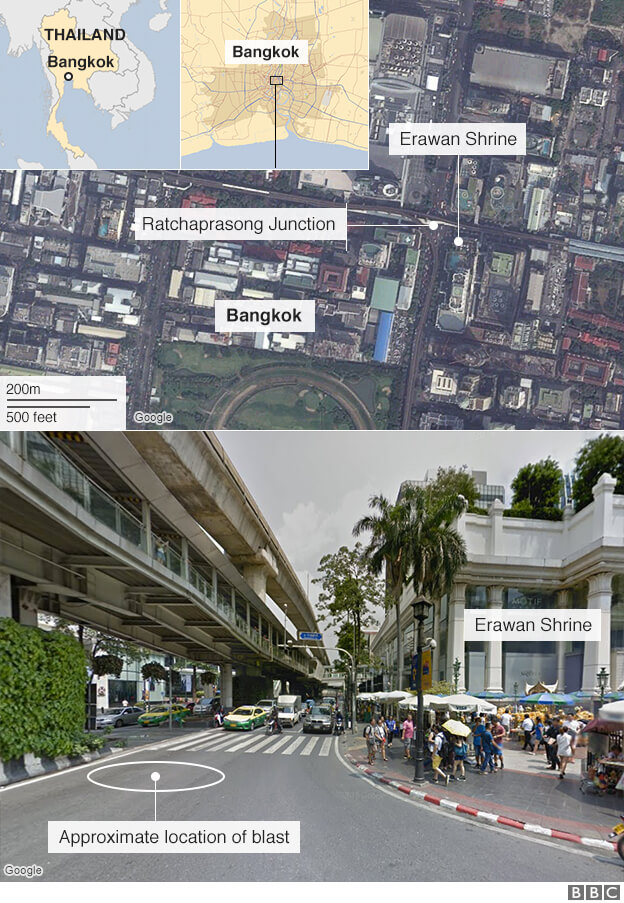 THAILAND
Bangkok
Bangkok
Erawan Shrine
Ratchaprasong Junction
Bangkok
200m
500 feet
Google
MOTIF
Erawan Shrine
Approximate location of blast
Google
BBC